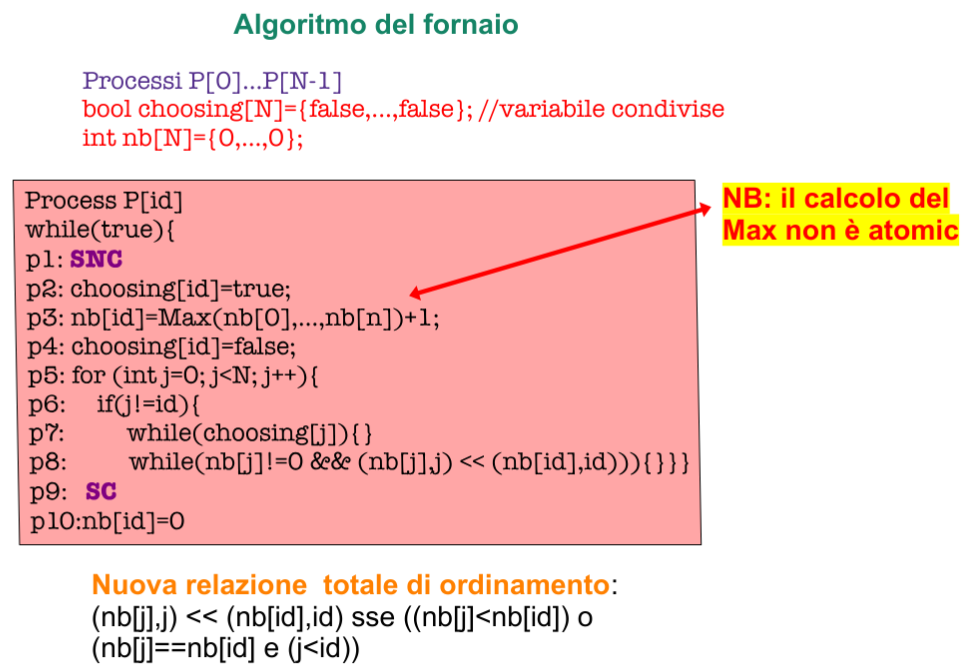 Algoritmo del fornaio
Processi P[0]...P[N-1]
bool choosing[N]={false,...,false}; //variabile condivise
int nb[N]={0,...,0};
Process P[id]
while(true){
p1: SNC
p2: choosing[id]=true;
p3: nb[id]=Max(nb[0],...,nb[n])+1;
p4: choosing[id]=false;
p5: for (int j=0; j<N; j++){
p6: if(j!=id){
p7: while(choosing[j]){}
p8: while(nb[j]!=0 && (nb[j],j) << (nb[id],id))){}}}
p9: SC
p10:nb[id]=0
NB: il calcolo del
Max non è atomic
Nuova relazione totale di ordinamento:
(nb[j],j) << (nb[id],id) sse ((nb[j]<nb[id]) o
(nb[j]==nb[id] e (j<id))